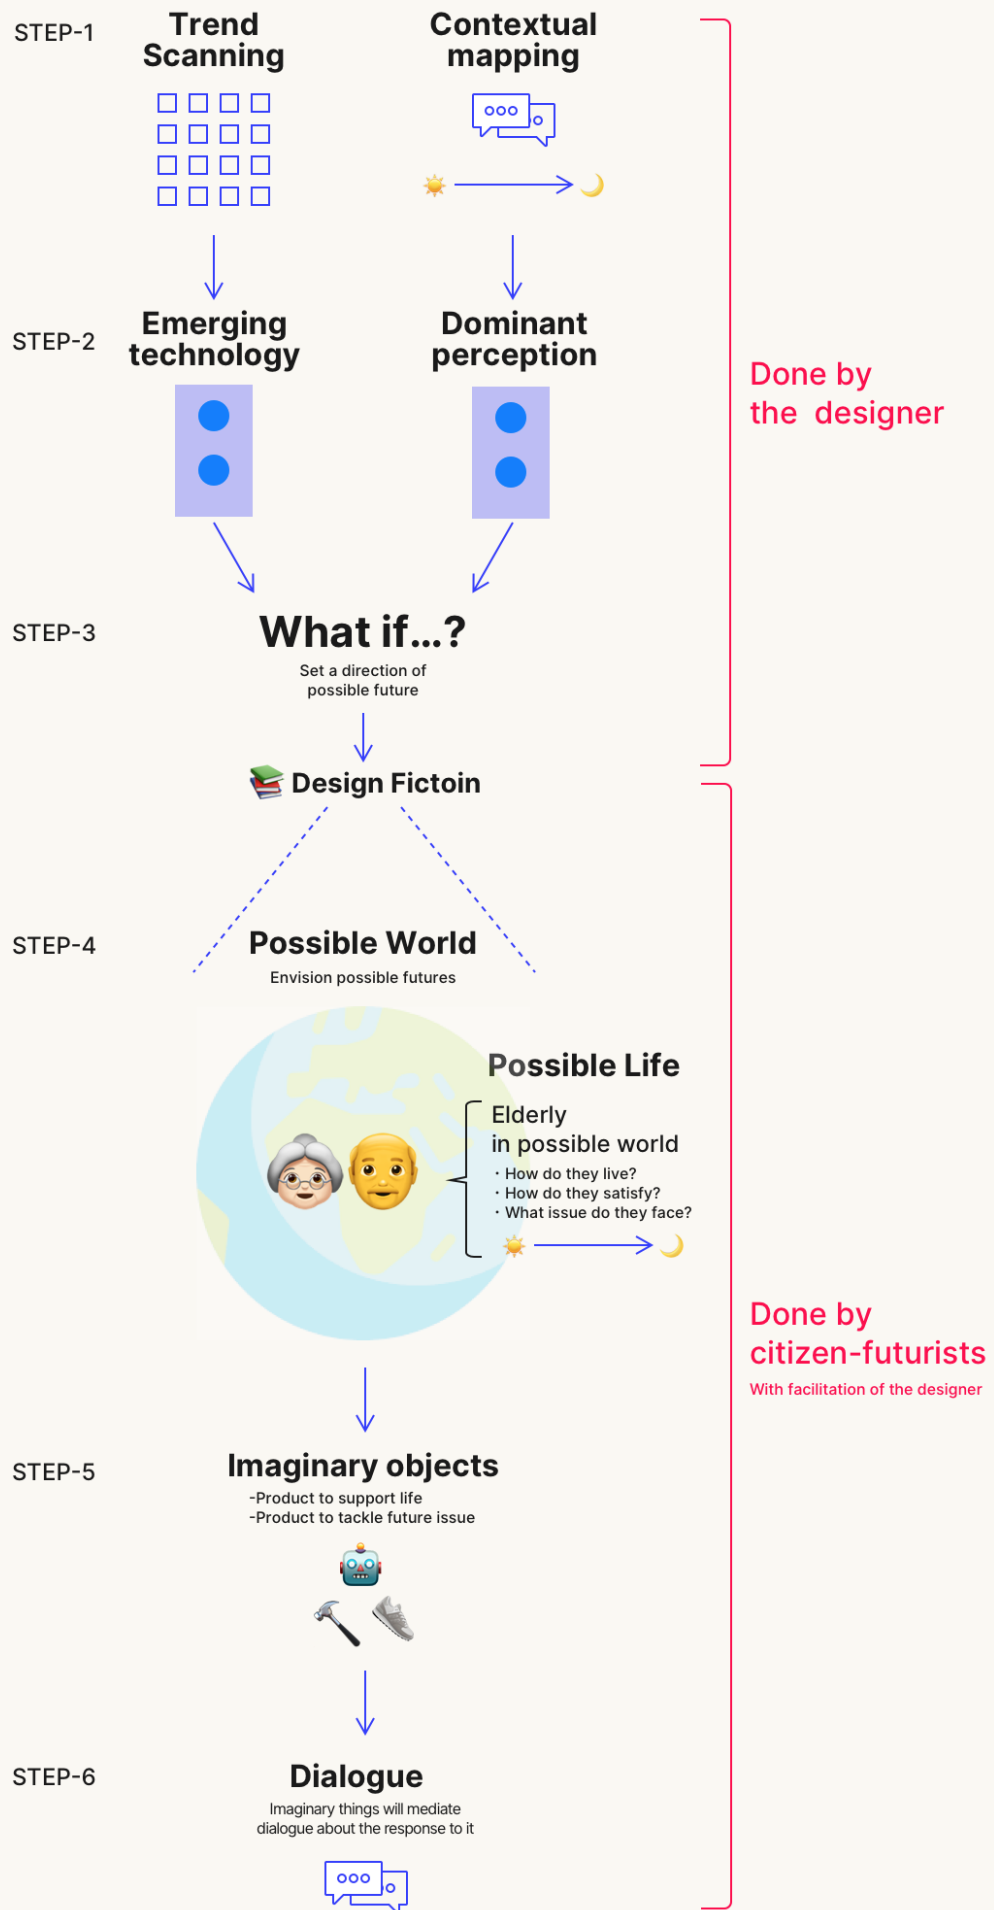 STEP-1
Trend
Scanning
Contextual
mapping
STEP-2
Emerging
technology
Dominant
perception
Done by
the designer
STEP-3
What if...?
Set a direction of
possible future
Design Fictoin
STEP-4
Possible World
Envision possible futures
Possible Life
Elderly
in possible world
・How do they live?
・How do they satisfy?
・What issue do they face?
Done by
citizen-futurists
With facilitation of the designer
STEP-5
Imaginary objects
-Product to support life
-Product to tackle future issue
STEP-6
Dialogue
Imaginary things will mediate
dialogue about the response to it